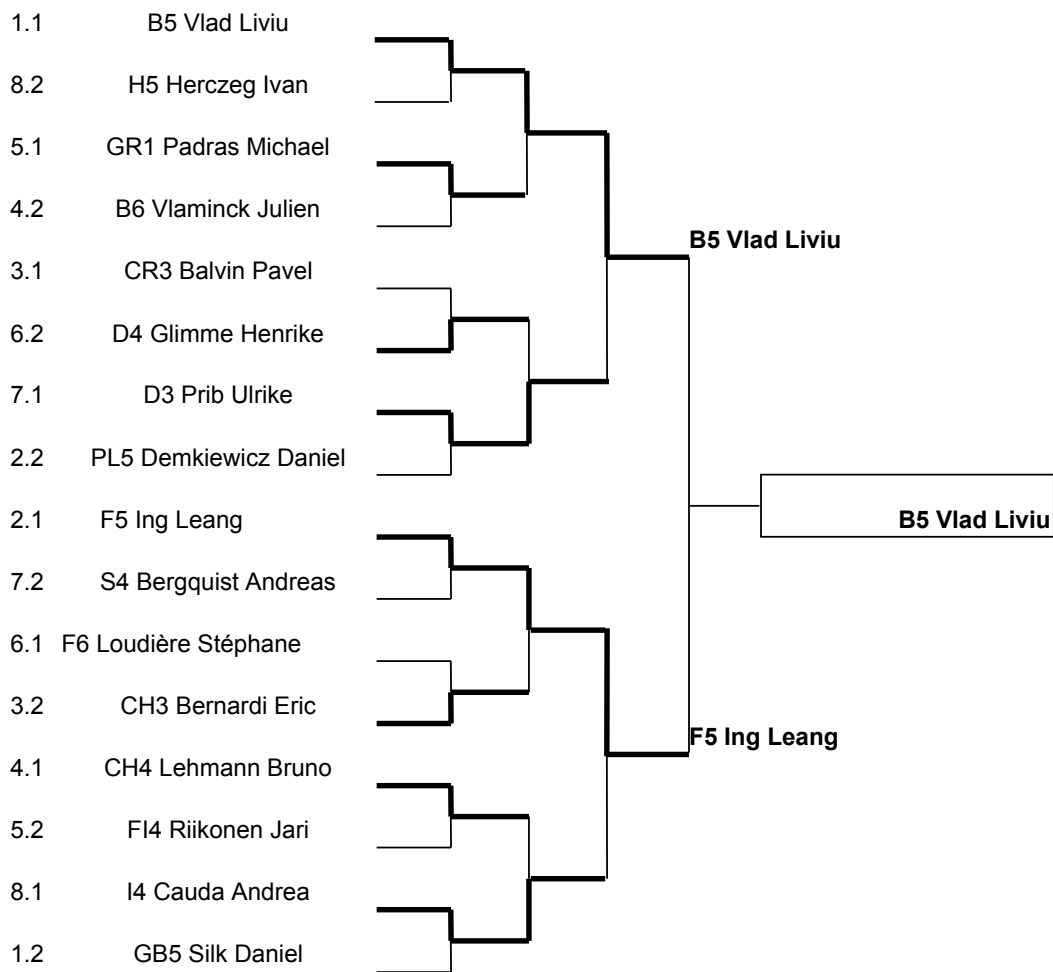 1.1 B5 Vlad Liviu
8.2 H5 Herczeg Ivan
5.1 GR1 Padras Michael
4.2 B6 Vlaminck Julien
B5 Vlad Liviu
3.1 CR3 Balvin Pavel
6.2 D4 Glimme Henrike
7.1 D3 Prib Ulrike
2.2 PL5 Demkiewicz Daniel
2.1 F5 Ing Leang
B5 Vlad Liviu
7.2 S4 Bergquist Andreas
6.1 F6 Loudière Stéphane
3.2 CH3 Bernardi Eric
F5 Ing Leang
4.1 CH4 Lehmann Bruno
5.2 FI4 Riikonen Jari
8.1 I4 Cauda Andrea
1.2 GB5 Silk Daniel